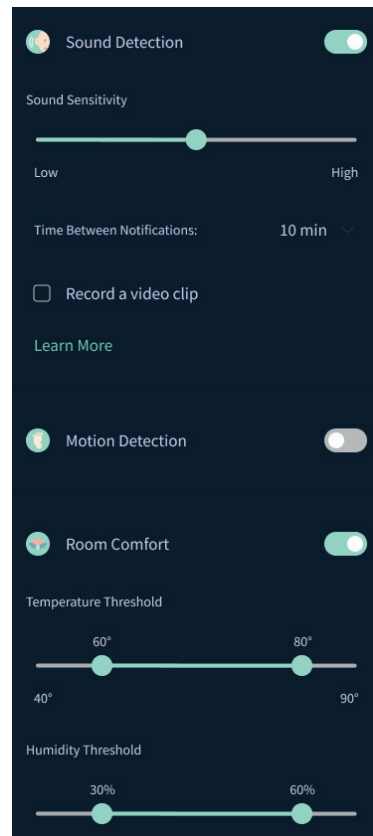 Sound Detection
Sound Sensitivity
Low High
Time Between Notifications: 10 min
Record a video clip
Learn More
Motion Detection
Room Comfort
Temperature Threshold
60° 80°
40° 90°
Humidity Threshold
30% 60%